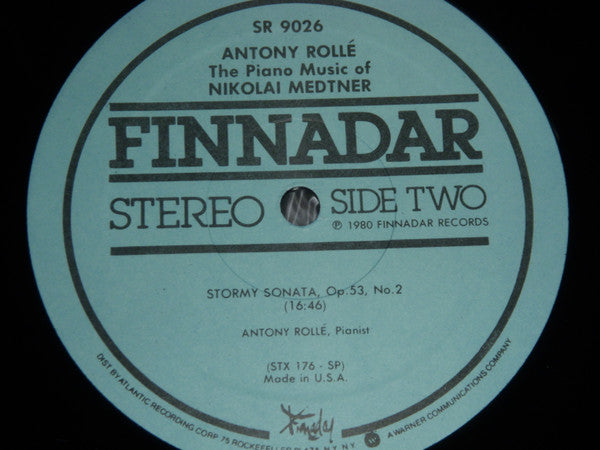 SR 9026
ANTONY ROLLÉ
The Piano Music of
NIKOLAI MEDTNER
FINNADAR
STEREO
SIDE TWO
℗ 1980 FINNADAR RECORDS
STORMY SONATA, Op.53, No.2
(16:46)
ANTONY ROLLÉ, Pianist
(STX 176 - SP)
Made in U.S.A.
Finnadar
DIST BY ATLANTIC RECORDING CORP 75 ROCKEFELLER PLAZA N.Y. N.Y.
W
A WARNER COMMUNICATIONS COMPANY